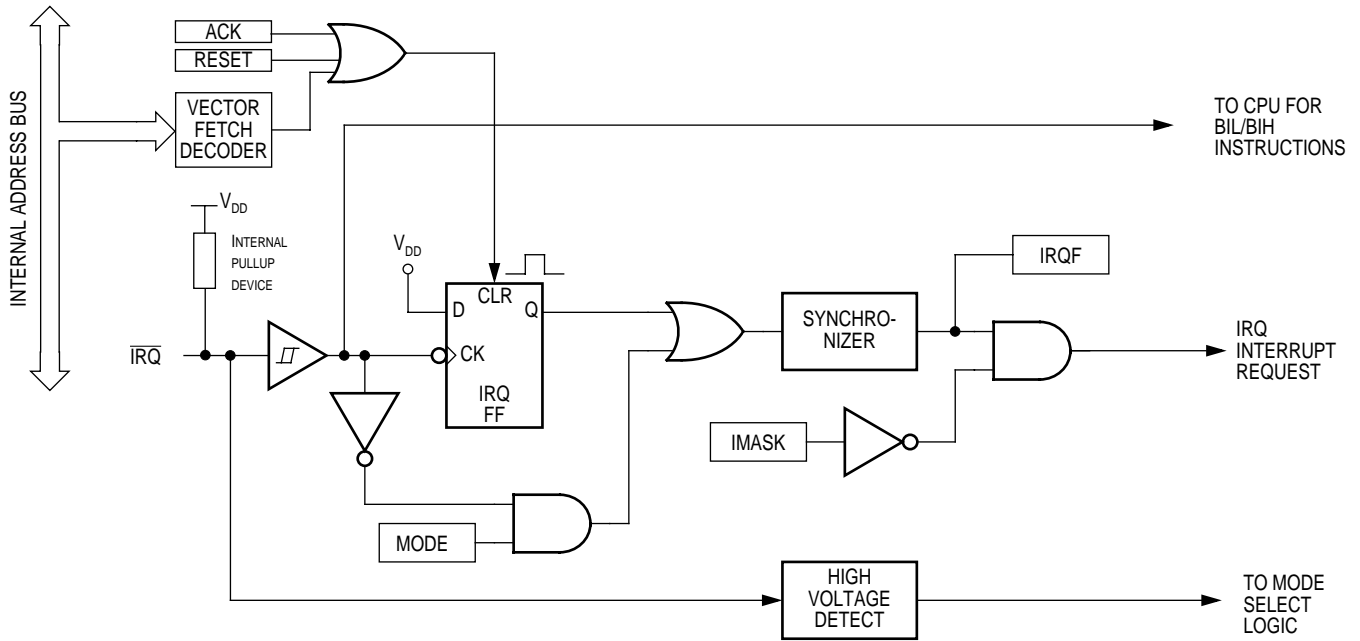 INTERNAL ADDRESS BUS
ACK
RESET
VECTOR
FETCH
DECODER
TO CPU FOR
BIL/BIH
INSTRUCTIONS
VDD
INTERNAL
PULLUP
DEVICE
VDD
CLR
D
Q
CK
IRQ
FF
IRQ
SYNCHRO-
NIZER
IRQF
IRQ
INTERRUPT
REQUEST
IMASK
MODE
HIGH
VOLTAGE
DETECT
TO MODE
SELECT
LOGIC